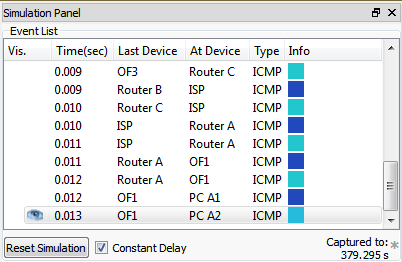 Simulation Panel
Event List
Vis. Time(sec) Last Device At Device Type Info
0.009 OF3 Router C ICMP
0.009 Router B ISP ICMP
0.010 Router C ISP ICMP
0.010 ISP Router A ICMP
0.011 ISP Router A ICMP
0.011 Router A OF1 ICMP
0.012 Router A OF1 ICMP
0.012 OF1 PC A1 ICMP
0.013 OF1 PC A2 ICMP
Reset Simulation Constant Delay Captured to: *
379.295 s